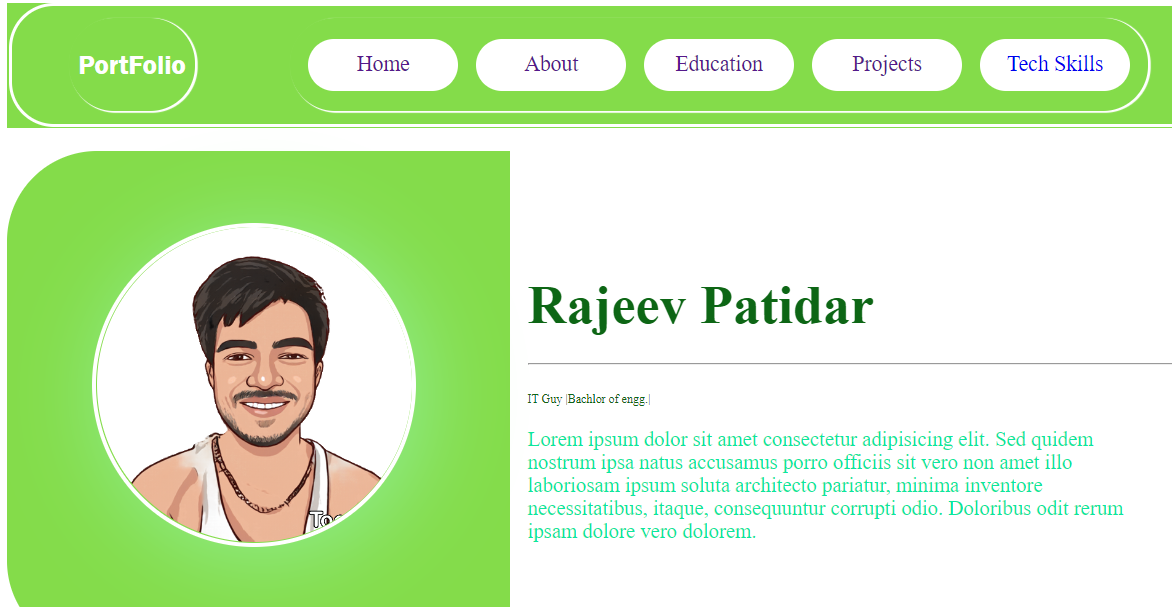 PortFolio
Home
About
Education
Projects
Tech Skills
Rajeev Patidar
IT Guy |Bachlor of engg.|
Lorem ipsum dolor sit amet consectetur adipisicing elit. Sed quidem
nostrum ipsa natus accusamus porro officiis sit vero non amet illo
laboriosam ipsum soluta architecto pariatur, minima inventore
necessitatibus, itaque, consequuntur corrupti odio. Doloribus odit rerum
ipsam dolore vero dolorem.